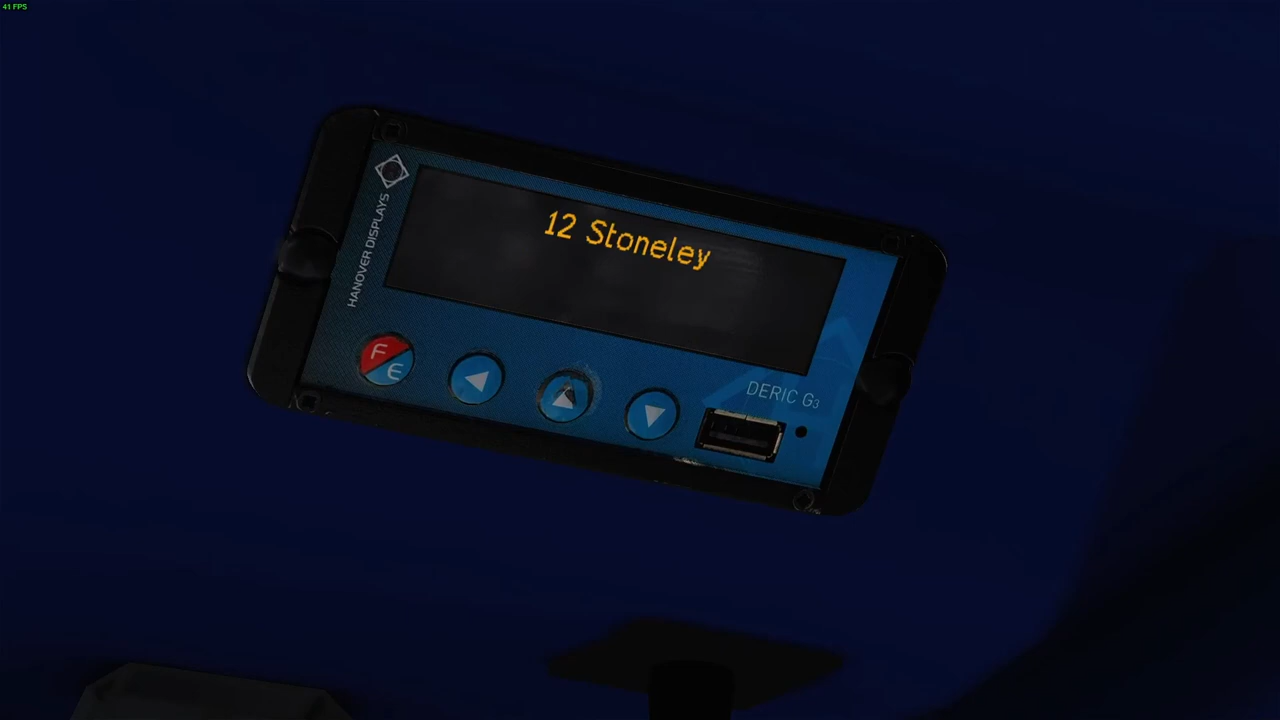 41 FPS
12 Stoneley
HANOVER DISPLAYS
F
E
DERIC G3